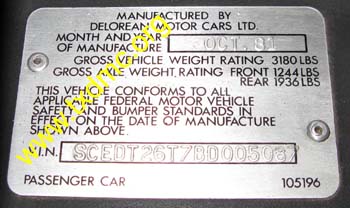 MANUFACTURED BY
DELOREAN MOTOR CARS LTD.
MONTH AND YEAR
OF MANUFACTURE OCT. 81
GROSS VEHICLE WEIGHT RATING 3180 LBS
GROSS AXLE WEIGHT RATING FRONT 1244 LBS
REAR 1936 LBS
THIS VEHICLE CONFORMS TO ALL
APPLICABLE FEDERAL MOTOR VEHICLE
SAFETY AND BUMPER STANDARDS IN
EFFECT ON THE DATE OF MANUFACTURE
SHOWN ABOVE.
V.I.N.
PASSENGER CAR 105196